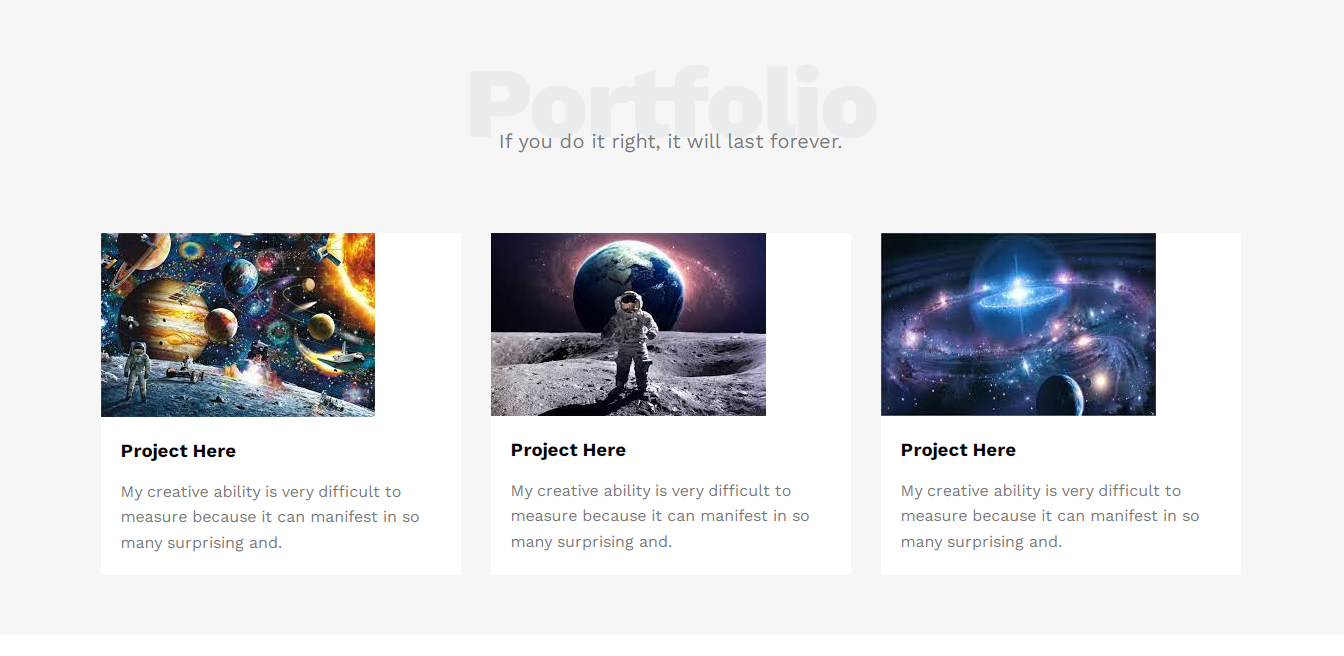 Portfolio
If you do it right, it will last forever.
Project Here
My creative ability is very difficult to
measure because it can manifest in so
many surprising and.
Project Here
My creative ability is very difficult to
measure because it can manifest in so
many surprising and.
Project Here
My creative ability is very difficult to
measure because it can manifest in so
many surprising and.